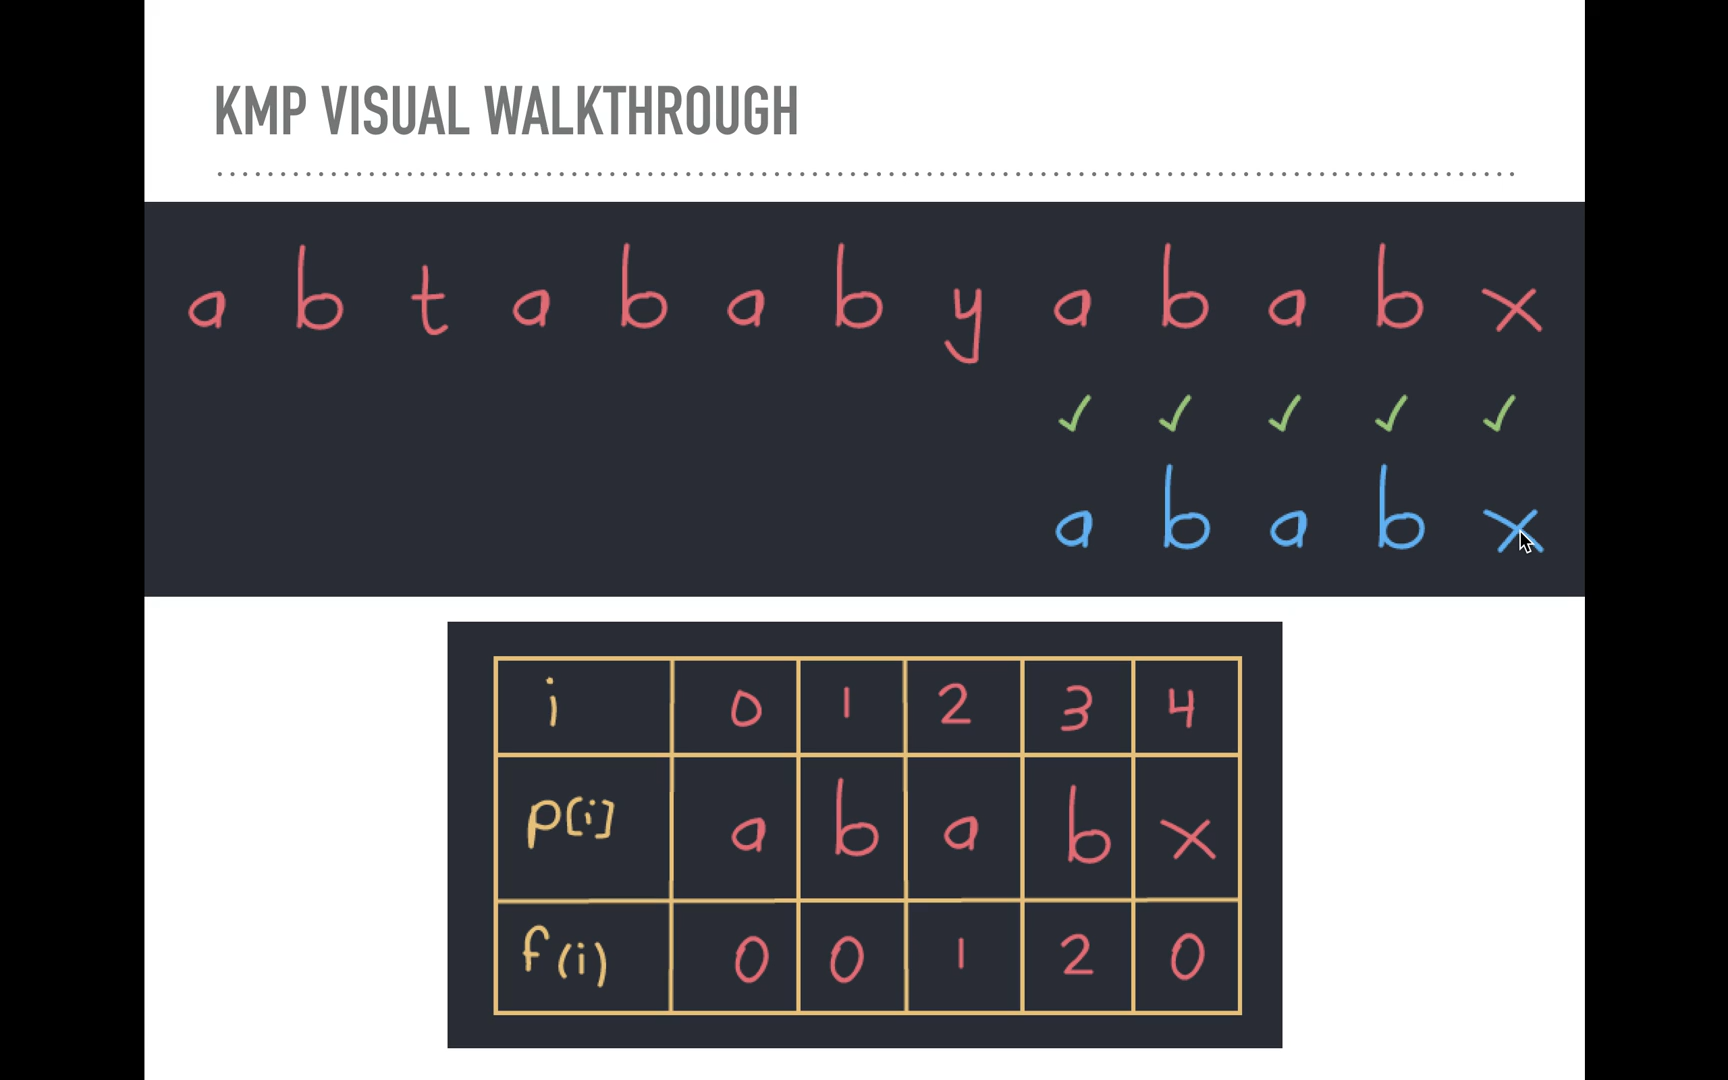 KMP VISUAL WALKTHROUGH
a b t a b a b y a b a b x
✓ ✓ ✓ ✓ ✓
a b a b x
i 0 1 2 3 4
p[i] a b a b x
f(i) 0 0 1 2 0